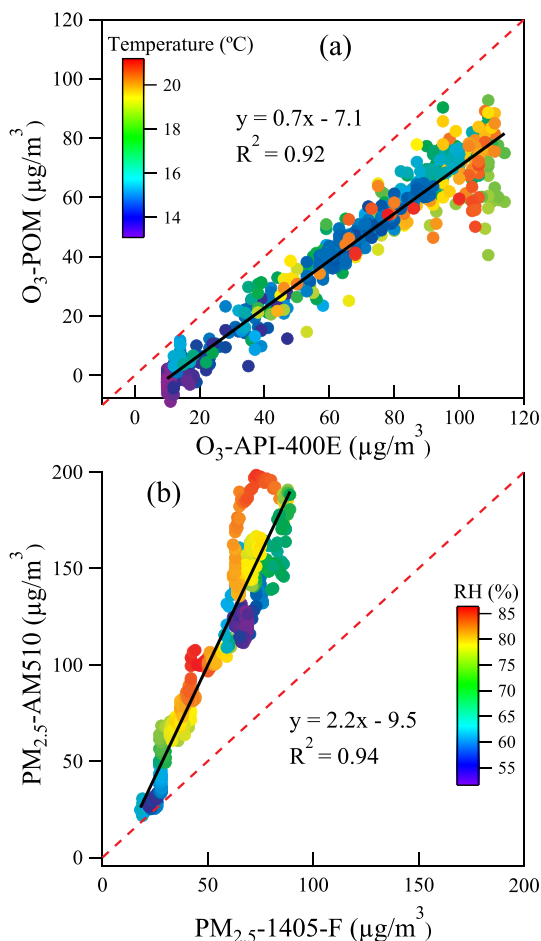 120
100
80
60
40
20
0
O3-POM (µg/m3)
Temperature (ºC)
20
18
16
14
(a)
y = 0.7x - 7.1
R2 = 0.92
0 20 40 60 80 100 120
O3-API-400E (µg/m3)
200
150
100
50
0
PM2.5-AM510 (µg/m3)
(b)
RH (%)
85
80
75
70
65
60
55
y = 2.2x - 9.5
R2 = 0.94
0 50 100 150 200
PM2.5-1405-F (µg/m3)